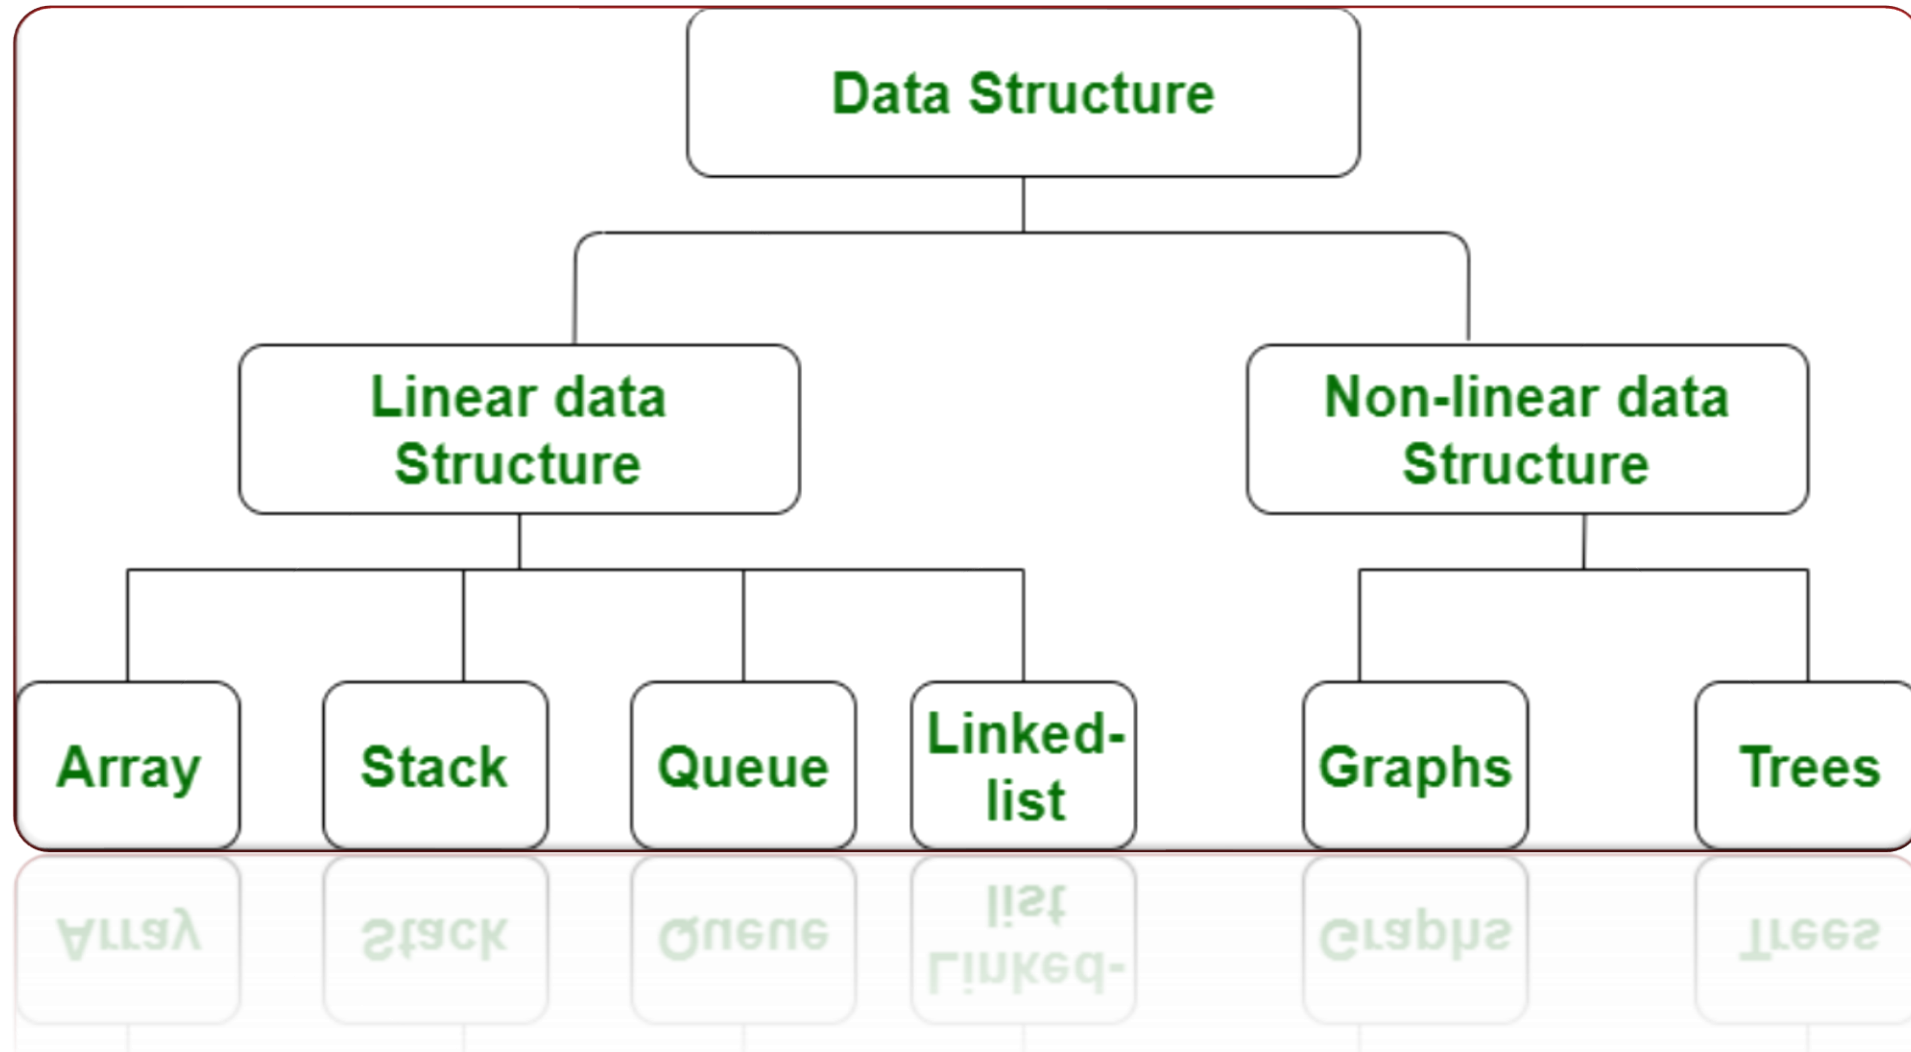 Data Structure
Linear data
Structure
Non-linear data
Structure
Array
Stack
Queue
Linked-
list
Graphs
Trees